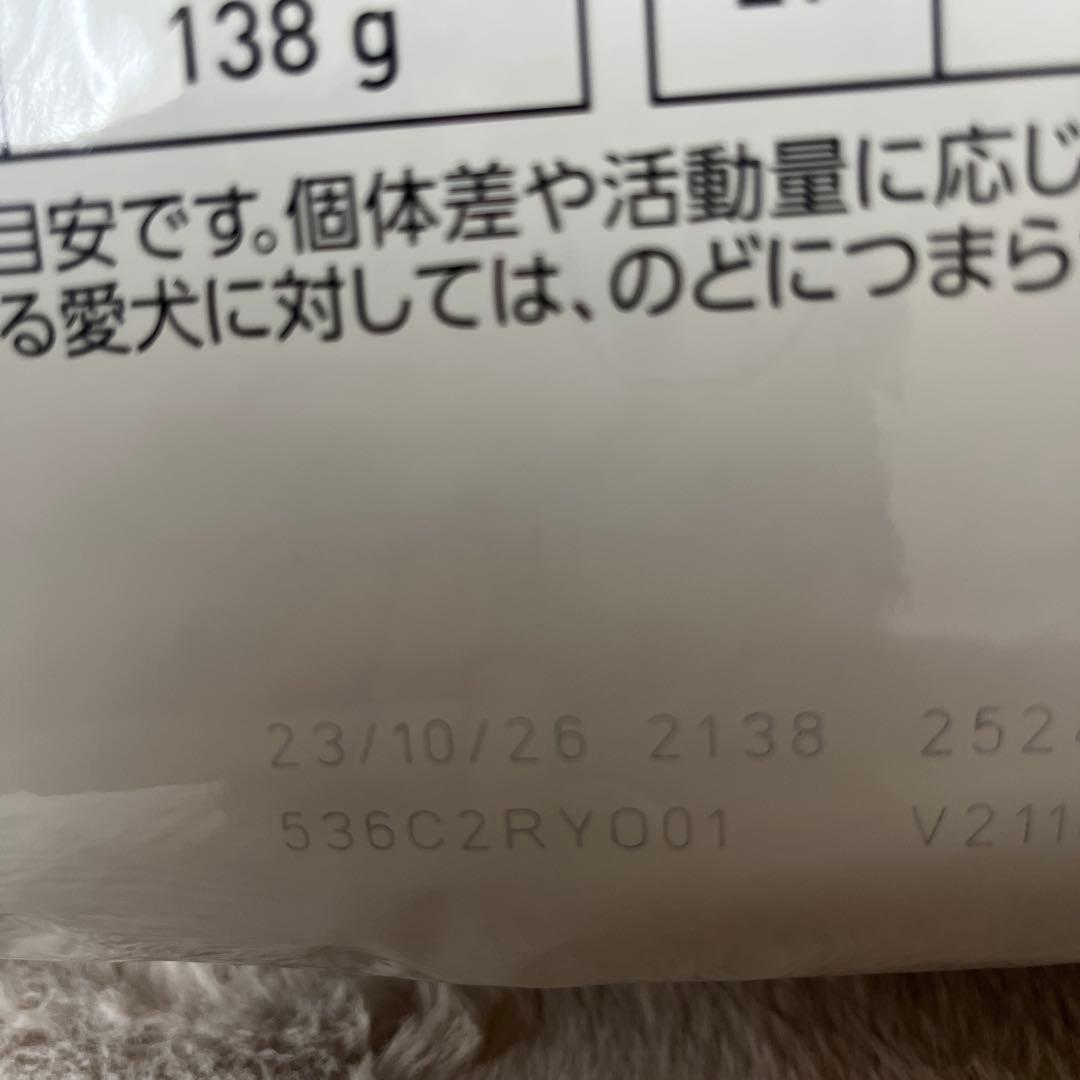 138 g
目安です。個体差や活動量に応じ
る愛犬に対しては、のどにつまら
23/10/26 2138 252
536C2RYO01 V211